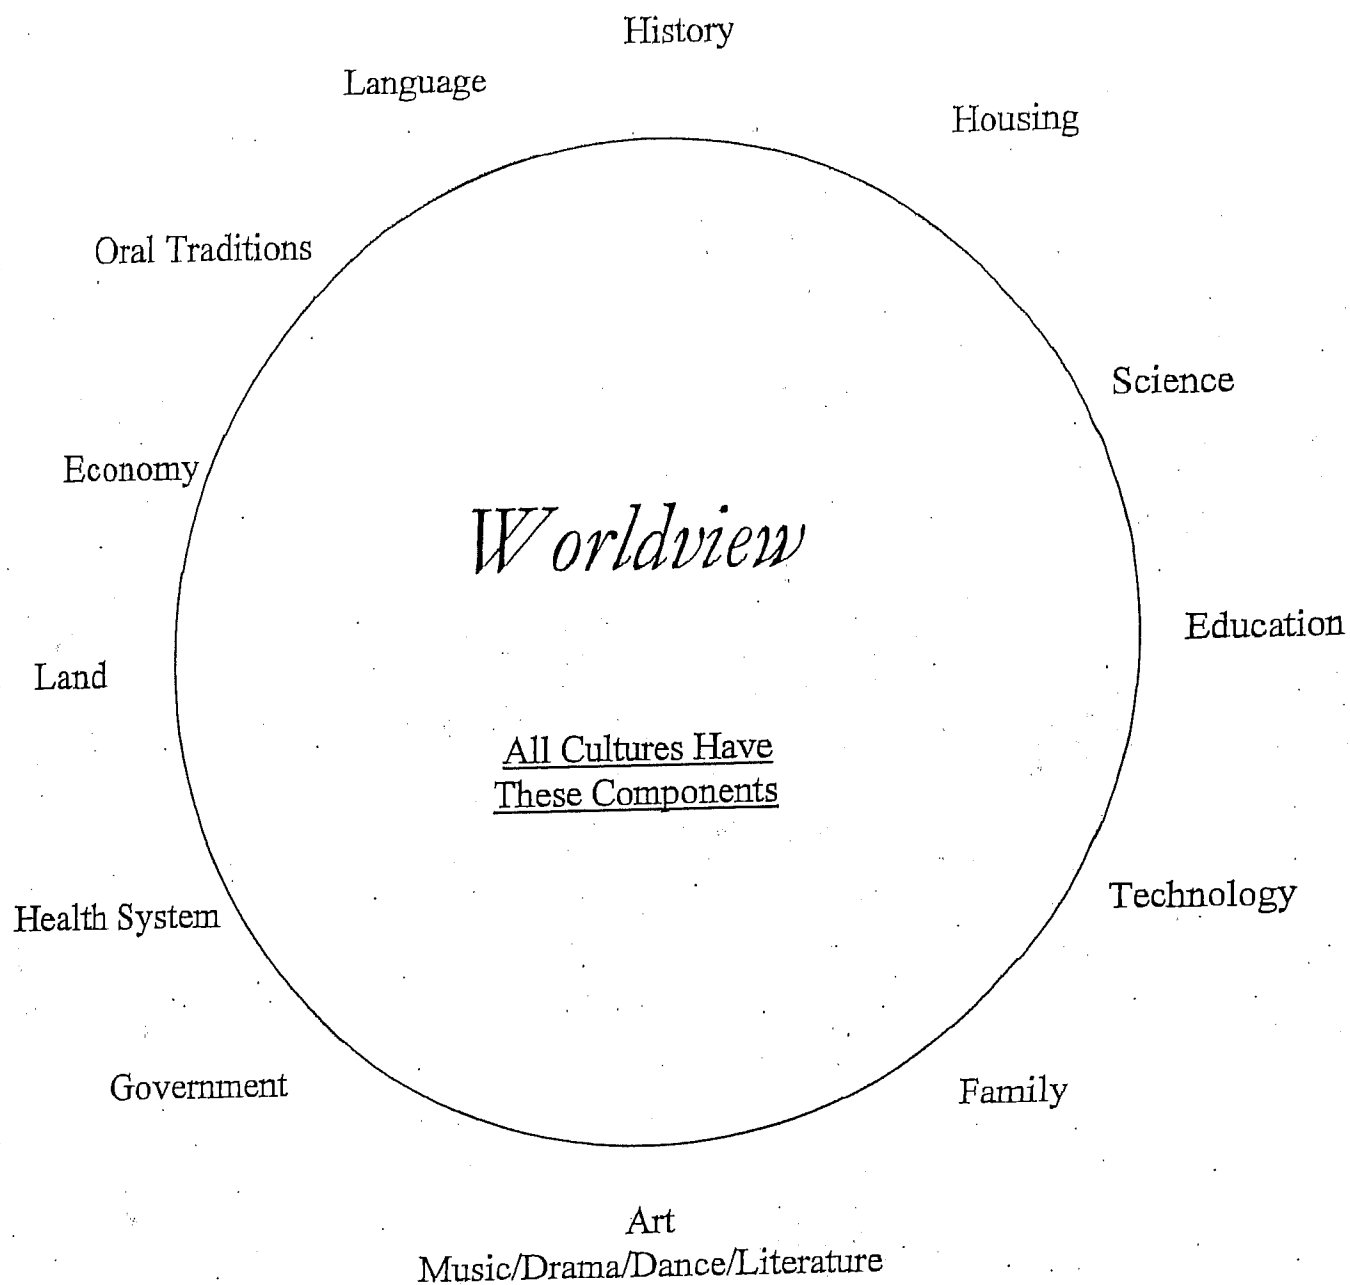 History
Language
Housing
Oral Traditions
Science
Economy
Worldview
Education
Land
All Cultures Have
These Components
Technology
Health System
Government
Family
Art
Music/Drama/Dance/Literature